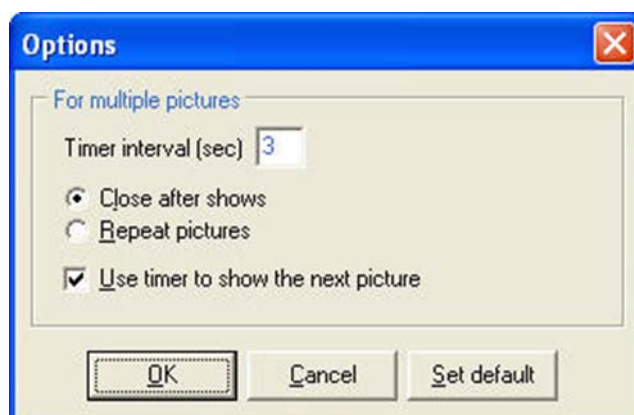 Options
For multiple pictures
Timer interval (sec) 3
Close after shows
Repeat pictures
Use timer to show the next picture
OK Cancel Set default